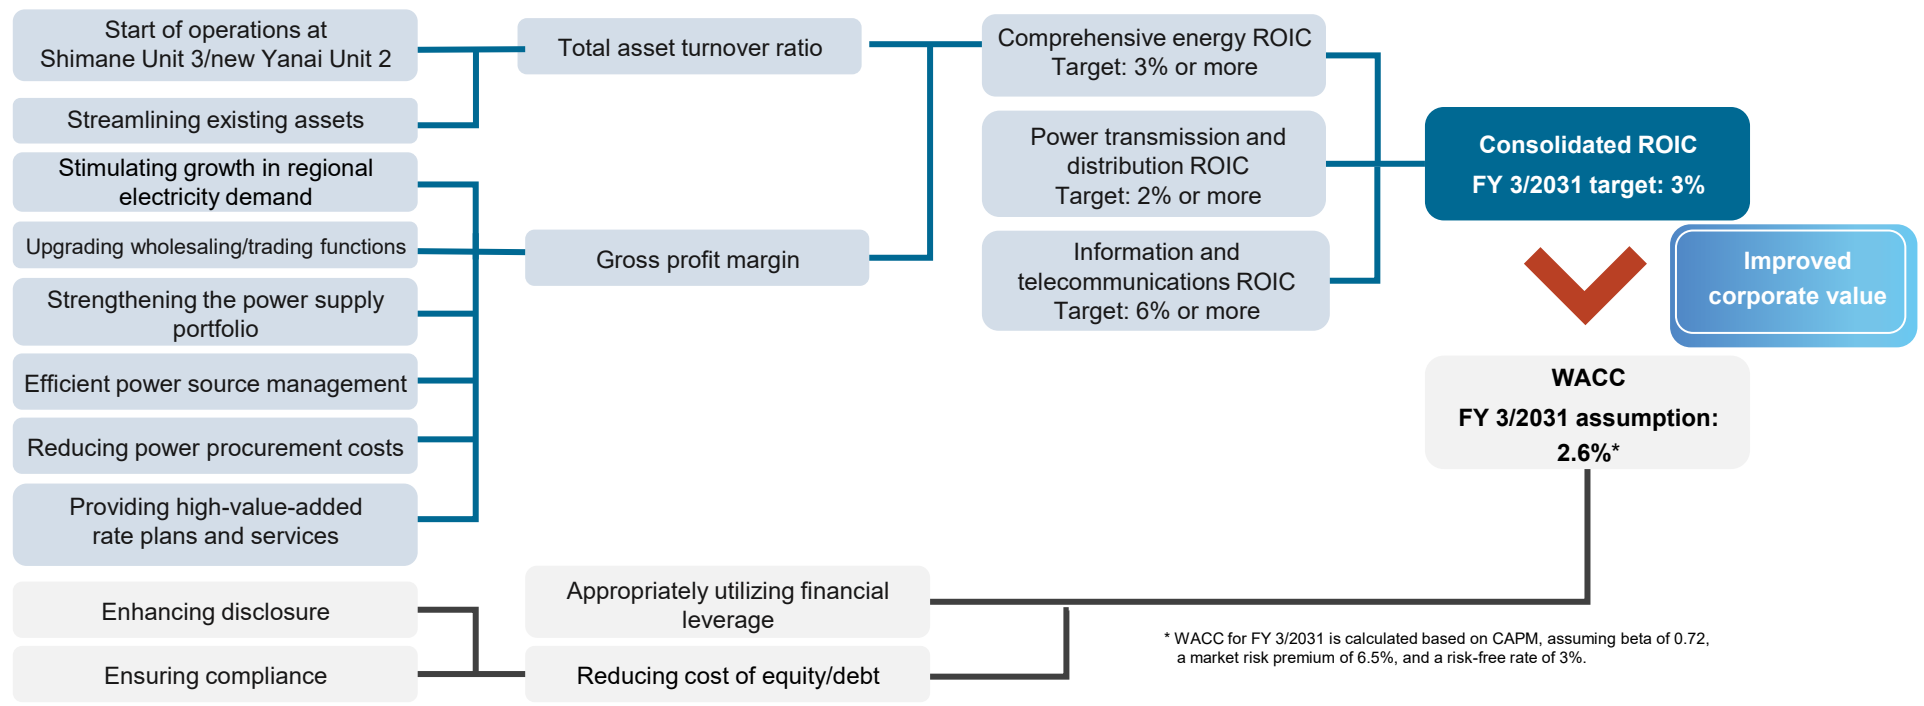 Start of operations at
Shimane Unit 3/new Yanai Unit 2
Streamlining existing assets
Stimulating growth in regional
electricity demand
Upgrading wholesaling/trading functions
Strengthening the power supply
portfolio
Efficient power source management
Reducing power procurement costs
Providing high-value-added
rate plans and services
Enhancing disclosure
Ensuring compliance
Total asset turnover ratio
Gross profit margin
Appropriately utilizing financial
leverage
Reducing cost of equity/debt
Comprehensive energy ROIC
Target: 3% or more
Power transmission and
distribution ROIC
Target: 2% or more
Information and
telecommunications ROIC
Target: 6% or more
Consolidated ROIC
FY 3/2031 target: 3%
Improved
corporate value
WACC
FY 3/2031 assumption:
2.6%*
* WACC for FY 3/2031 is calculated based on CAPM, assuming beta of 0.72,
a market risk premium of 6.5%, and a risk-free rate of 3%.